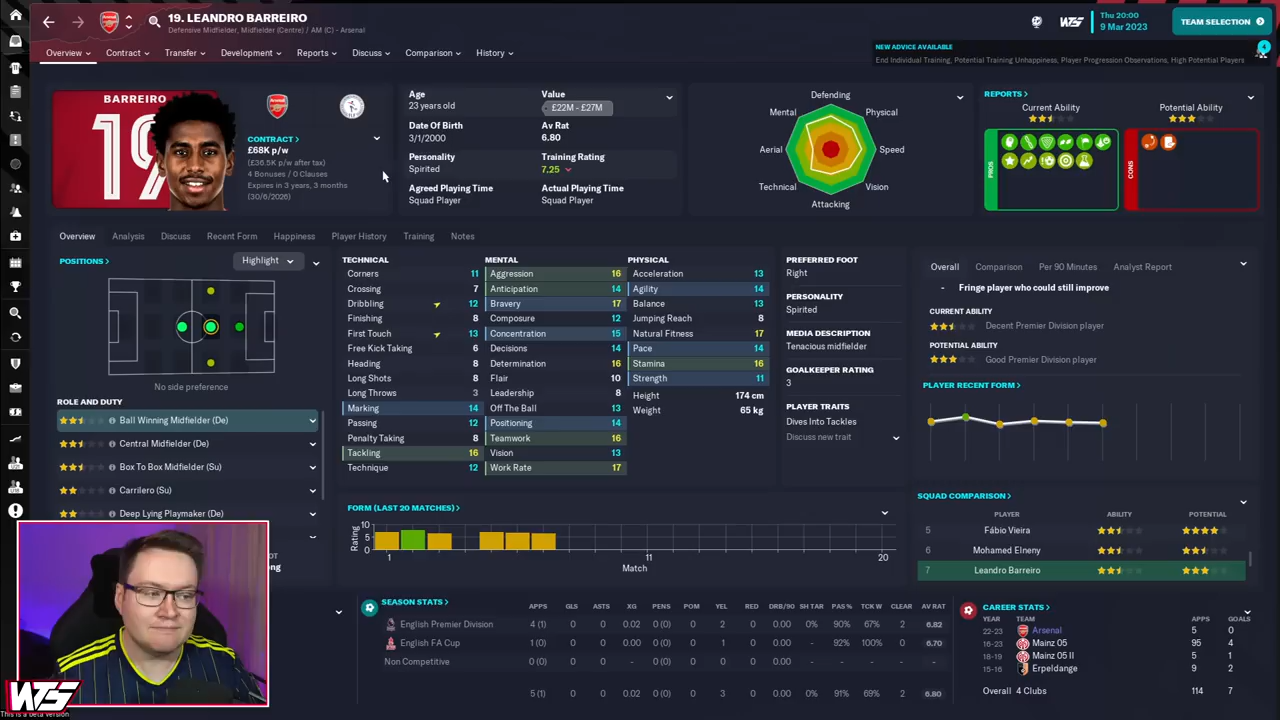 19. LEANDRO BARREIRO
Defensive Midfielder, Midfielder (Centre) / AM (C) - Arsenal
WTS
Thu 20:00
9 Mar 2023
TEAM SELECTION
Overview
Contract
Transfer
Development
Reports
Discuss
Comparison
History
NEW ADVICE AVAILABLE
4
End Individual Training, Potential Training Unhappiness, Player Progression Observations, High Potential Players
BARREIRO
19
CONTRACT >
£68K p/w
(£36.5K p/w after tax)
4 Bonuses / 0 Clauses
Expires in 3 years, 3 months
(30/6/2026)
Age
23 years old
Value
£22M - £27M
Date Of Birth
3/1/2000
Av Rat
6.80
Personality
Spirited
Training Rating
7.25
Agreed Playing Time
Squad Player
Actual Playing Time
Squad Player
Defending
Physical
Speed
Vision
Attacking
Technical
Aerial
Mental
REPORTS >
Current Ability
Potential Ability
PROS
CONS
Overview
Analysis
Discuss
Recent Form
Happiness
Player History
Training
Notes
POSITIONS >
Highlight
No side preference
ROLE AND DUTY
Ball Winning Midfielder (De)
Central Midfielder (De)
Box To Box Midfielder (Su)
Carrilero (Su)
Deep Lying Playmaker (De)
TECHNICAL
Corners 11
Crossing 7
Dribbling 12
Finishing 8
First Touch 13
Free Kick Taking 6
Heading 8
Long Shots 8
Long Throws 3
Marking 14
Passing 12
Penalty Taking 8
Tackling 16
Technique 12
MENTAL
Aggression 16
Anticipation 14
Bravery 17
Composure 12
Concentration 15
Decisions 14
Determination 16
Flair 10
Leadership 8
Off The Ball 13
Positioning 14
Teamwork 16
Vision 13
Work Rate 17
PHYSICAL
Acceleration 13
Agility 14
Balance 13
Jumping Reach 8
Natural Fitness 17
Pace 14
Stamina 16
Strength 11
Height 174 cm
Weight 65 kg
PREFERRED FOOT
Right
PERSONALITY
Spirited
MEDIA DESCRIPTION
Tenacious midfielder
GOALKEEPER RATING
3
PLAYER TRAITS
Dives Into Tackles
Discuss new trait
Overall
Comparison
Per 90 Minutes
Analyst Report
- Fringe player who could still improve
CURRENT ABILITY
Decent Premier Division player
POTENTIAL ABILITY
Good Premier Division player
PLAYER RECENT FORM >
FORM (LAST 20 MATCHES) >
Rating
10
5
0
1
11
20
Match
SQUAD COMPARISON >
PLAYER ABILITY POTENTIAL
5 Fábio Vieira
6 Mohamed Elneny
7 Leandro Barreiro
SEASON STATS >
APPS GLS ASTS XG PENS POM YEL RED DRB/90 SH TAR PAS % TCK W CLEAR AV RAT
English Premier Division 4 (1) 0 0 0.02 0 (0) 0 2 0 0.00 0% 90% 67% 2 6.82
English FA Cup 1 (0) 0 0 0.00 0 (0) 0 1 0 0.00 - 92% 100% 0 6.70
Non Competitive 0 (0) 0 0 - 0 (0) 0 0 0 - - - - 0 -
5 (1) 0 0 0.02 0 (0) 0 3 0 0.00 0% 91% 69% 2 6.80
CAREER STATS >
YEAR TEAM APPS GOALS
22-23 Arsenal 5 0
16-23 Mainz 05 95 4
18-19 Mainz 05 II 5 1
15-16 Erpeldange 9 2
Overall 4 Clubs 114 7
WTS
This is a beta version